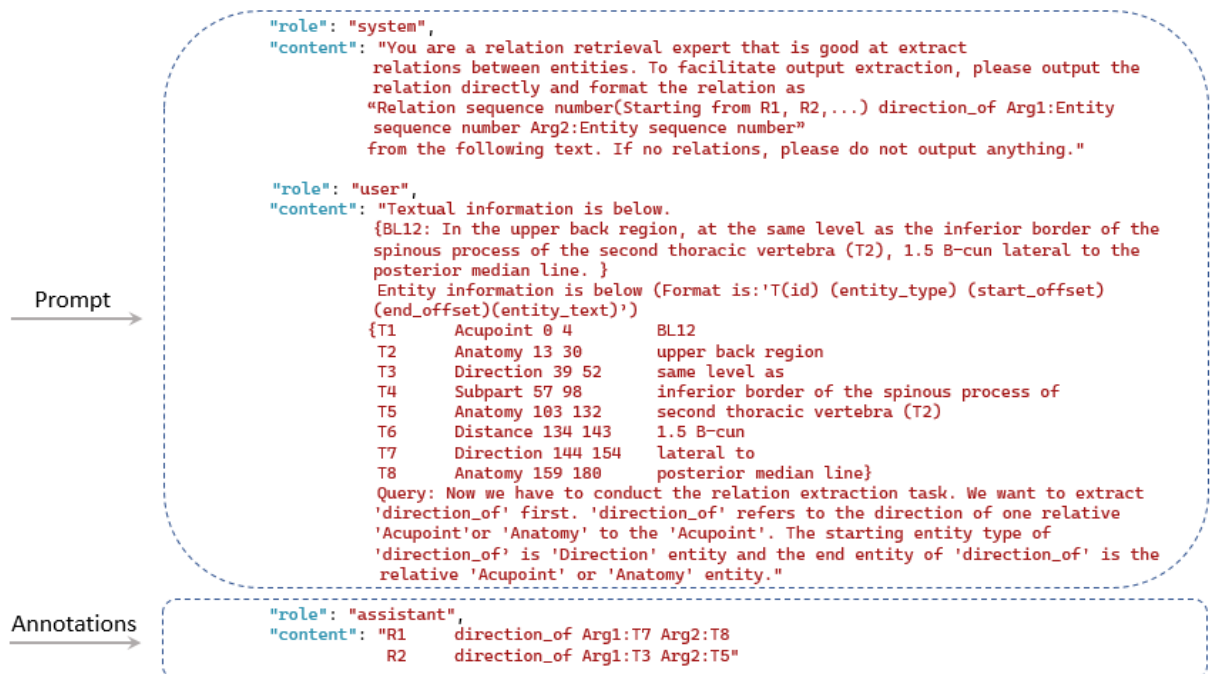 "role": "system",
"content": "You are a relation retrieval expert that is good at extract
relations between entities. To facilitate output extraction, please output the
relation directly and format the relation as
“Relation sequence number(Starting from R1, R2,...) direction_of Arg1:Entity
sequence number Arg2:Entity sequence number”
from the following text. If no relations, please do not output anything."
"role": "user",
"content": "Textual information is below.
{BL12: In the upper back region, at the same level as the inferior border of the
spinous process of the second thoracic vertebra (T2), 1.5 B-cun lateral to the
posterior median line. }
Entity information is below (Format is:'T(id) (entity_type) (start_offset)
(end_offset)(entity_text)’)
{T1 Acupoint 0 4 BL12
T2 Anatomy 13 30 upper back region
T3 Direction 39 52 same level as
T4 Subpart 57 98 inferior border of the spinous process of
T5 Anatomy 103 132 second thoracic vertebra (T2)
T6 Distance 134 143 1.5 B-cun
T7 Direction 144 154 lateral to
T8 Anatomy 159 180 posterior median line}
Query: Now we have to conduct the relation extraction task. We want to extract
'direction_of' first. 'direction_of' refers to the direction of one relative
'Acupoint'or 'Anatomy' to the 'Acupoint'. The starting entity type of
'direction_of’ is 'Direction' entity and the end entity of 'direction_of' is the
relative 'Acupoint' or 'Anatomy' entity."
Prompt
"role": "assistant",
"content": "R1 direction_of Arg1:T7 Arg2:T8
R2 direction_of Arg1:T3 Arg2:T5"
Annotations